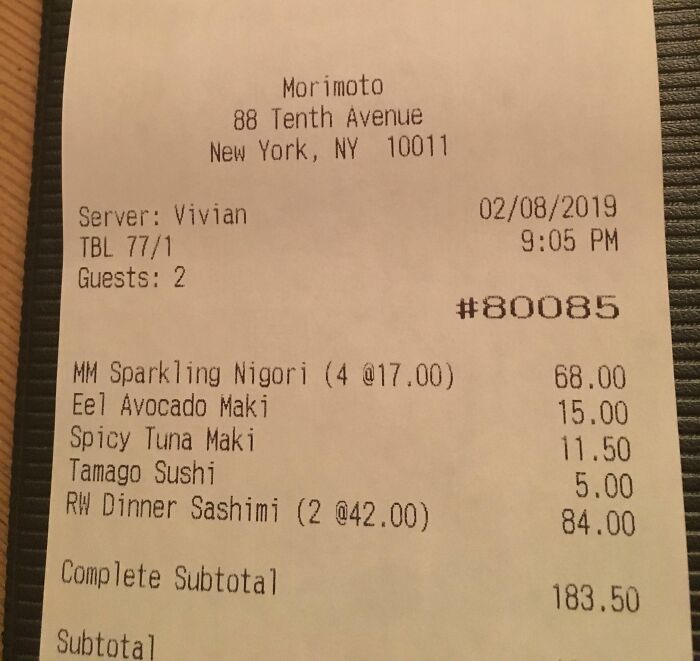 Morimoto
88 Tenth Avenue
New York, NY 10011
Server: Vivian 02/08/2019
TBL 77/1 9:05 PM
Guests: 2
#80085
MM Sparkling Nigori (4 @17.00) 68.00
Eel Avocado Maki 15.00
Spicy Tuna Maki 11.50
Tamago Sushi 5.00
RW Dinner Sashimi (2 @42.00) 84.00
Complete Subtotal 183.50
Subtotal